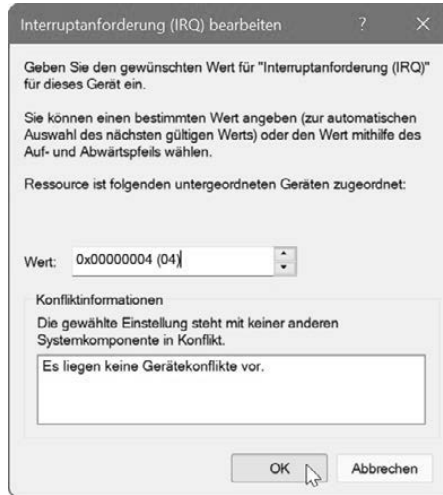 Interruptanforderung (IRQ) bearbeiten ? ×
Geben Sie den gewünschten Wert für "Interruptanforderung (IRQ)"
für dieses Gerät ein.
Sie können einen bestimmten Wert angeben (zur automatischen
Auswahl des nächsten gültigen Werts) oder den Wert mithilfe des
Auf- und Abwärtspfeils wählen.
Ressource ist folgenden untergeordneten Geräten zugeordnet:
Wert: 0x00000004 (04)
Konfliktinformationen
Die gewählte Einstellung steht mit keiner anderen
Systemkomponente in Konflikt.
Es liegen keine Gerätekonflikte vor.
OK Abbrechen